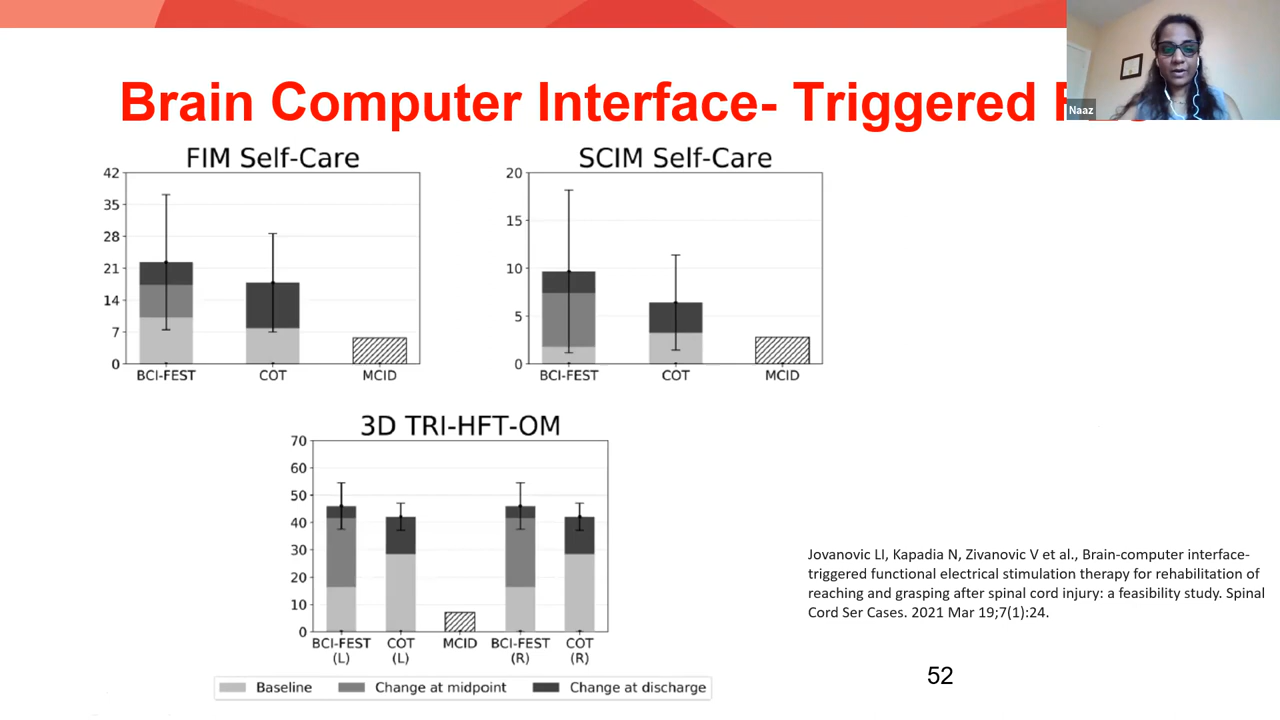 Brain Computer Interface- Triggered
Naaz
FIM Self-Care
42
35
28
21
14
7
0
BCI-FEST COT MCID
SCIM Self-Care
20
15
10
5
0
BCI-FEST COT MCID
3D TRI-HFT-OM
70
60
50
40
30
20
10
0
BCI-FEST COT MCID BCI-FEST COT
(L) (L) (R) (R)
Baseline Change at midpoint Change at discharge
Jovanovic LI, Kapadia N, Zivanovic V et al., Brain-computer interface-
triggered functional electrical stimulation therapy for rehabilitation of
reaching and grasping after spinal cord injury: a feasibility study. Spinal
Cord Ser Cases. 2021 Mar 19;7(1):24.
52